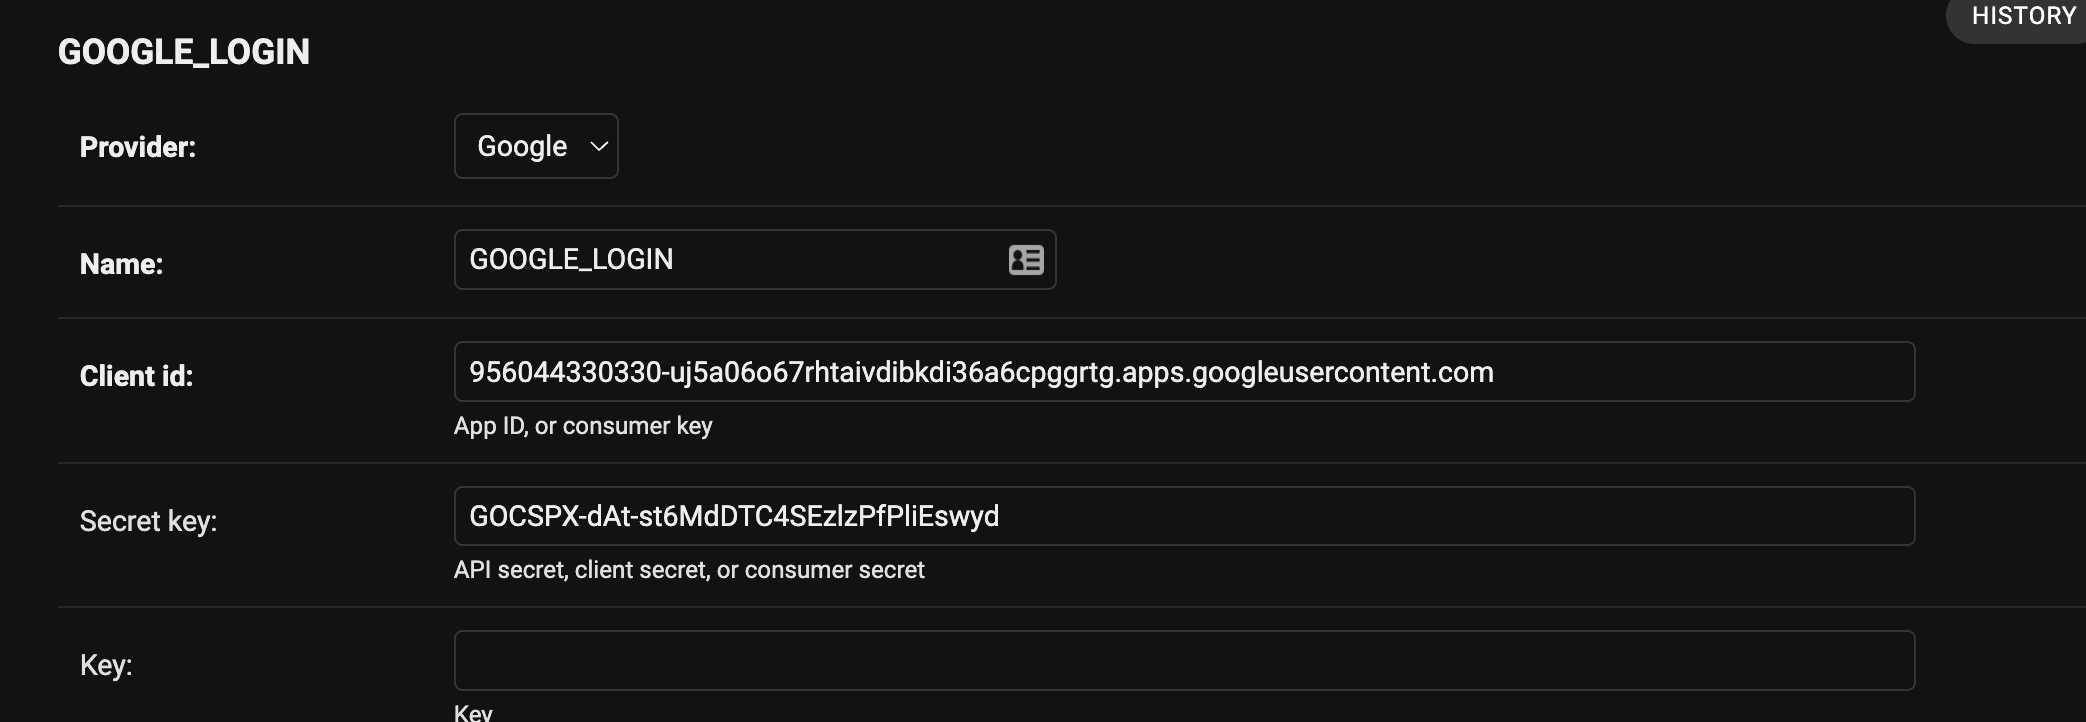 HISTORY
GOOGLE_LOGIN
Provider: Google
Name: GOOGLE_LOGIN
Client id: 956044330330-uj5a06o67rhtaivdibkdi36a6cpggrtg.apps.googleusercontent.com
App ID, or consumer key
Secret key: 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
API secret, client secret, or consumer secret
Key:
Key